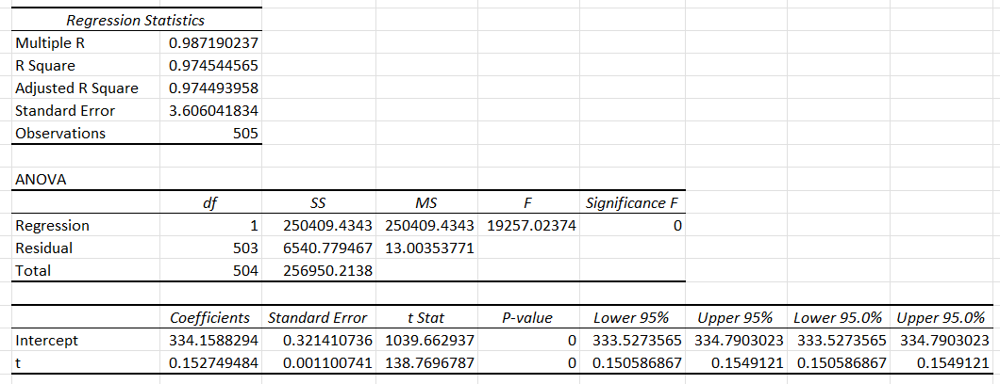 Regression Statistics
Multiple R 0.987190237
R Square 0.974544565
Adjusted R Square 0.974493958
Standard Error 3.606041834
Observations 505
ANOVA
df SS MS F Significance F
Regression 1 250409.4343 250409.4343 19257.02374 0
Residual 503 6540.779467 13.00353771
Total 504 256950.2138
Coefficients Standard Error t Stat P-value Lower 95% Upper 95% Lower 95.0% Upper 95.0%
Intercept 334.1588294 0.321410736 1039.662937 0 333.5273565 334.7903023 333.5273565 334.7903023
t 0.152749484 0.001100741 138.7696787 0 0.150586867 0.1549121 0.150586867 0.1549121